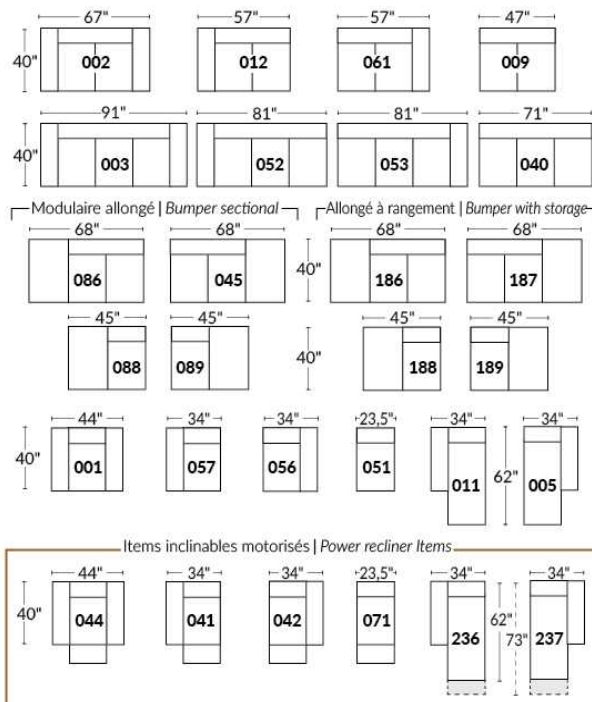 67" 57" 57" 47"
40" 002 012 061 009
91" 81" 81" 71"
40" 003 052 053 040
Modulaire allongé | Bumper sectional Allongé à rangement | Bumper with storage
68" 68" 68" 68"
086 045 40" 186 187
45" 45" 45" 45"
088 089 40" 188 189
44" 34" 34" 23,5" 34" 34"
40" 001 057 056 051 011 62" 005
Items inclinables motorisés | Power recliner Items
44" 34" 34" 23,5" 34" 34"
40" 044 041 042 071 236 62" 73" 237